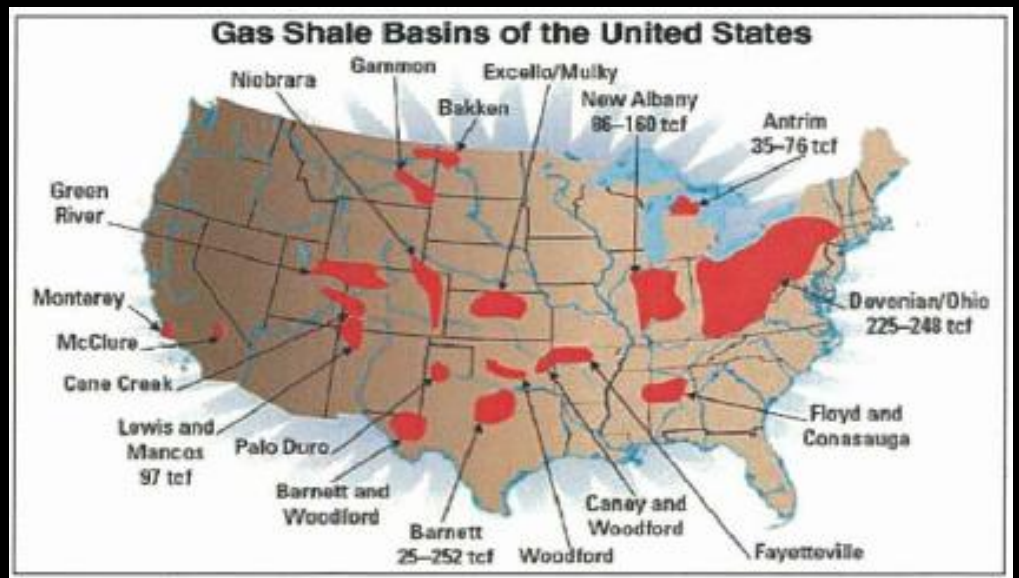 Gas Shale Basins of the United States
Gammon
Excello/Mulky
Niobrara
New Albany
86–160 tcf
Bakken
Antrim
35–76 tcf
Green
River
Monterey
Devonian/Ohio
225–248 tcf
McClure
Cane Creek
Lewis and
Mancos
97 tcf
Palo Duro
Floyd and
Conasauga
Barnett and
Woodford
Caney and
Woodford
Barnett
25–252 tcf
Woodford
Fayetteville